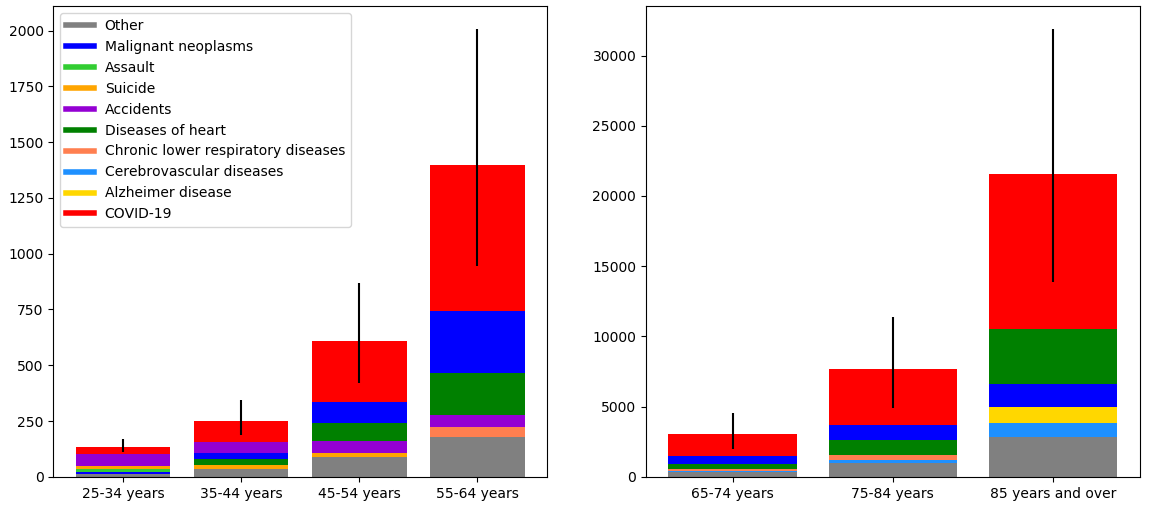 2000
1750
1500
1250
1000
750
500
250
0
Other
Malignant neoplasms
Assault
Suicide
Accidents
Diseases of heart
Chronic lower respiratory diseases
Cerebrovascular diseases
Alzheimer disease
COVID-19
25-34 years
35-44 years
45-54 years
55-64 years
30000
25000
20000
15000
10000
5000
0
65-74 years
75-84 years
85 years and over